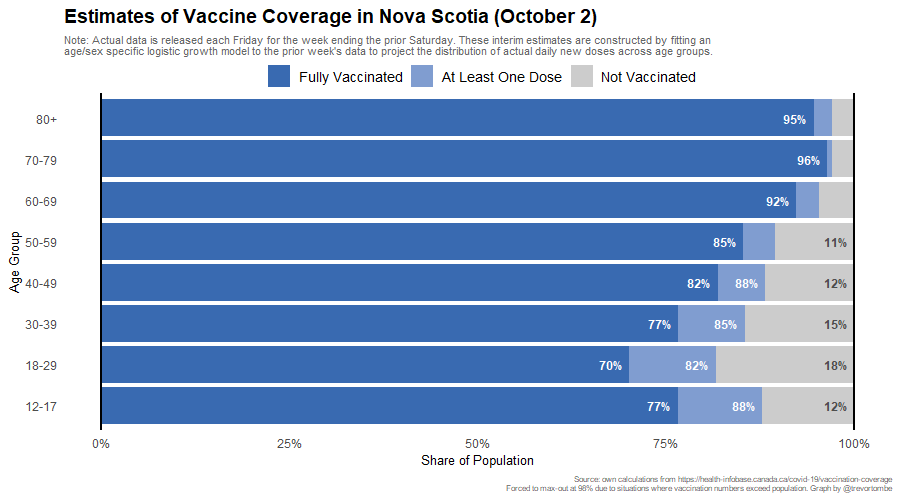 Estimates of Vaccine Coverage in Nova Scotia (October 2)
Note: Actual data is released each Friday for the week ending the prior Saturday. These interim estimates are constructed by fitting an
age/sex specific logistic growth model to the prior week's data to project the distribution of actual daily new doses across age groups.
Fully Vaccinated At Least One Dose Not Vaccinated
Age Group
80+ 95%
70-79 96%
60-69 92%
50-59 85% 11%
40-49 82% 88% 12%
30-39 77% 85% 15%
18-29 70% 82% 18%
12-17 77% 88% 12%
0% 25% 50% 75% 100%
Share of Population
Source: own calculations from https://health-infobase.canada.ca/covid-19/vaccination-coverage
Forced to max-out at 98% due to situations where vaccination numbers exceed population. Graph by @trevortombe